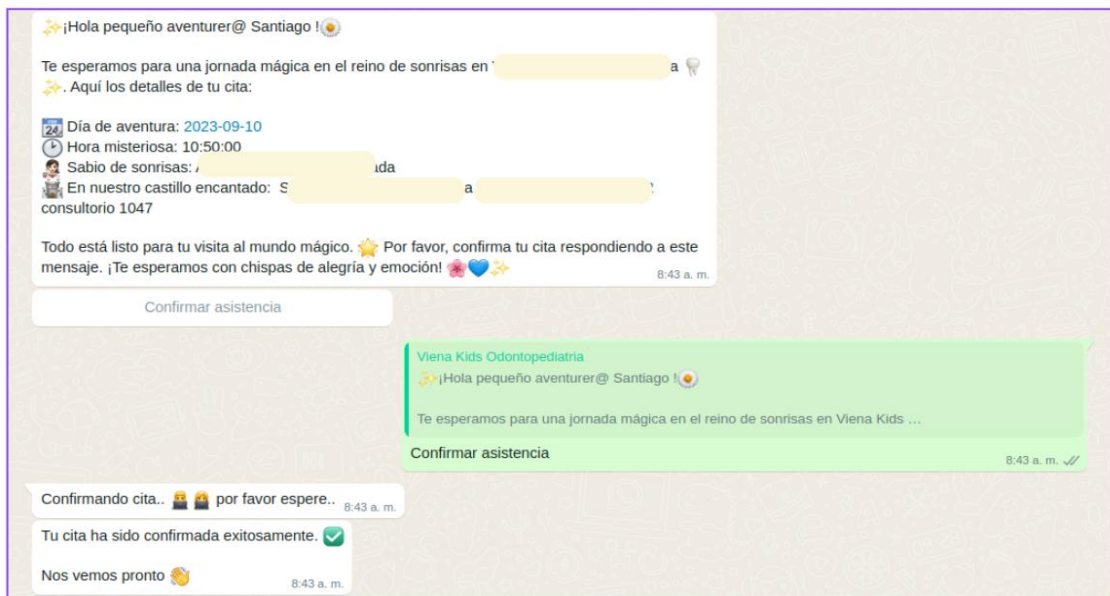 ✨¡Hola pequeño aventurer@ Santiago !🌼
Te esperamos para una jornada mágica en el reino de sonrisas en a 🦷
✨. Aquí los detalles de tu cita:
📆 Día de aventura: 2023-09-10
🕑 Hora misteriosa: 10:50:00
Sabio de sonrisas: ada
🏰 En nuestro castillo encantado: S a
consultorio 1047
Todo está listo para tu visita al mundo mágico. 🌟 Por favor, confirma tu cita respondiendo a este
mensaje. ¡Te esperamos con chispas de alegría y emoción! 🌸💙✨
8:43 a. m.
Confirmar asistencia
Viena Kids Odontopediatria
✨¡Hola pequeño aventurer@ Santiago !🌼
Te esperamos para una jornada mágica en el reino de sonrisas en Viena Kids ...
Confirmar asistencia
8:43 a. m.
Confirmando cita.. 👨‍💻 👩‍💻 por favor espere..
8:43 a. m.
Tu cita ha sido confirmada exitosamente. ✅
Nos vemos pronto 👋
8:43 a. m.